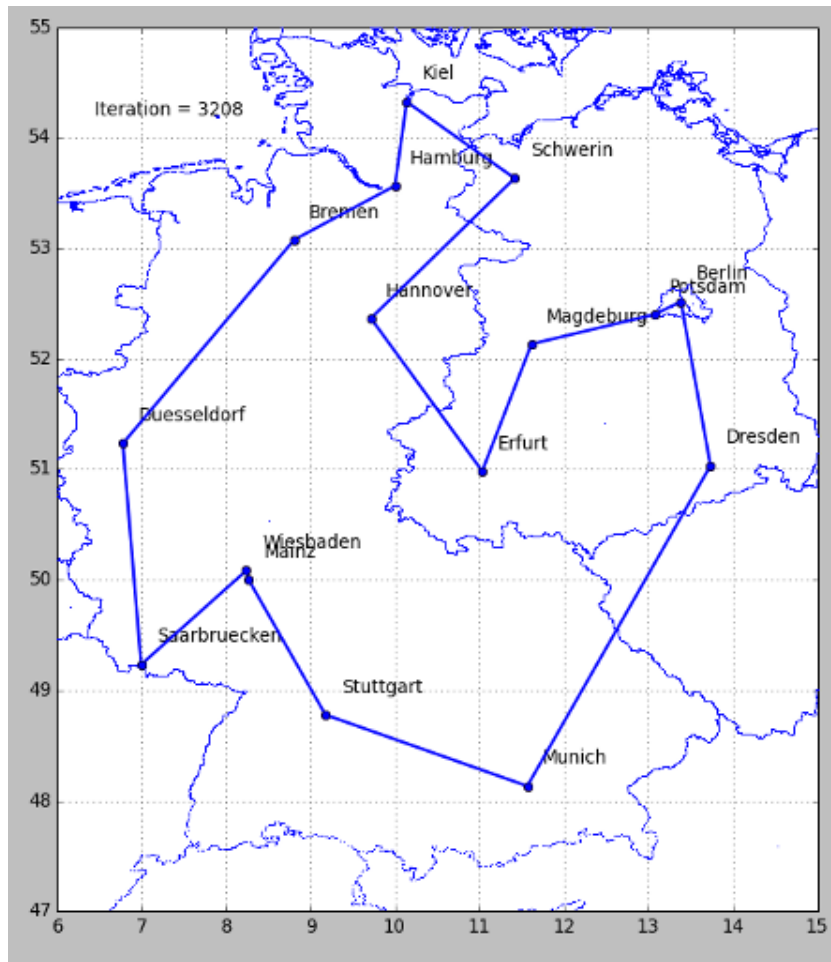 55
Kiel
Iteration = 3208
54
Schwerin
Hamburg
Bremen
53
Berlin
Potsdam
Hannover
Magdeburg
52
Duesseldorf
Dresden
Erfurt
51
Wiesbaden
Mainz
50
Saarbruecken
49
Stuttgart
Munich
48
47
6 7 8 9 10 11 12 13 14 15